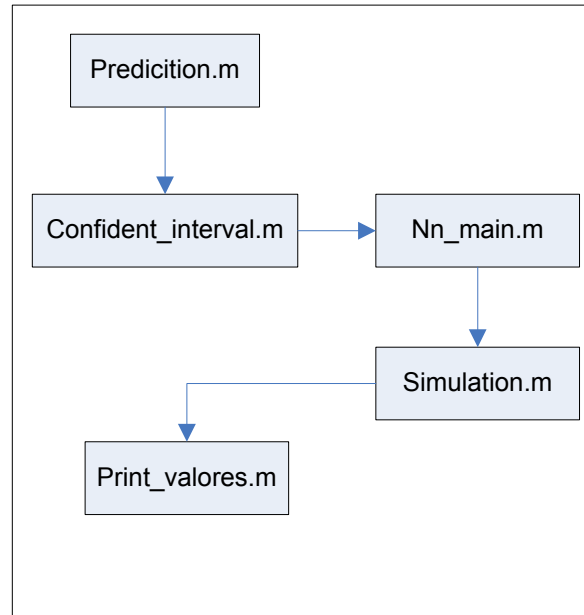 Predicition.m
Confident_interval.m
Nn_main.m
Simulation.m
Print_valores.m